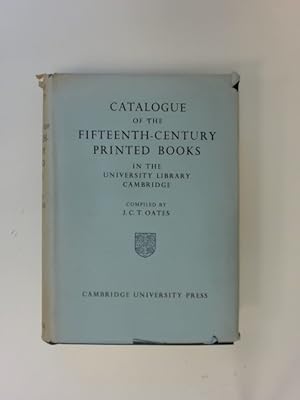 CATALOGUE
OF THE
FIFTEENTH-CENTURY
PRINTED BOOKS
IN THE
UNIVERSITY LIBRARY
CAMBRIDGE
COMPILED BY
J. C. T. OATES
CAMBRIDGE UNIVERSITY PRESS